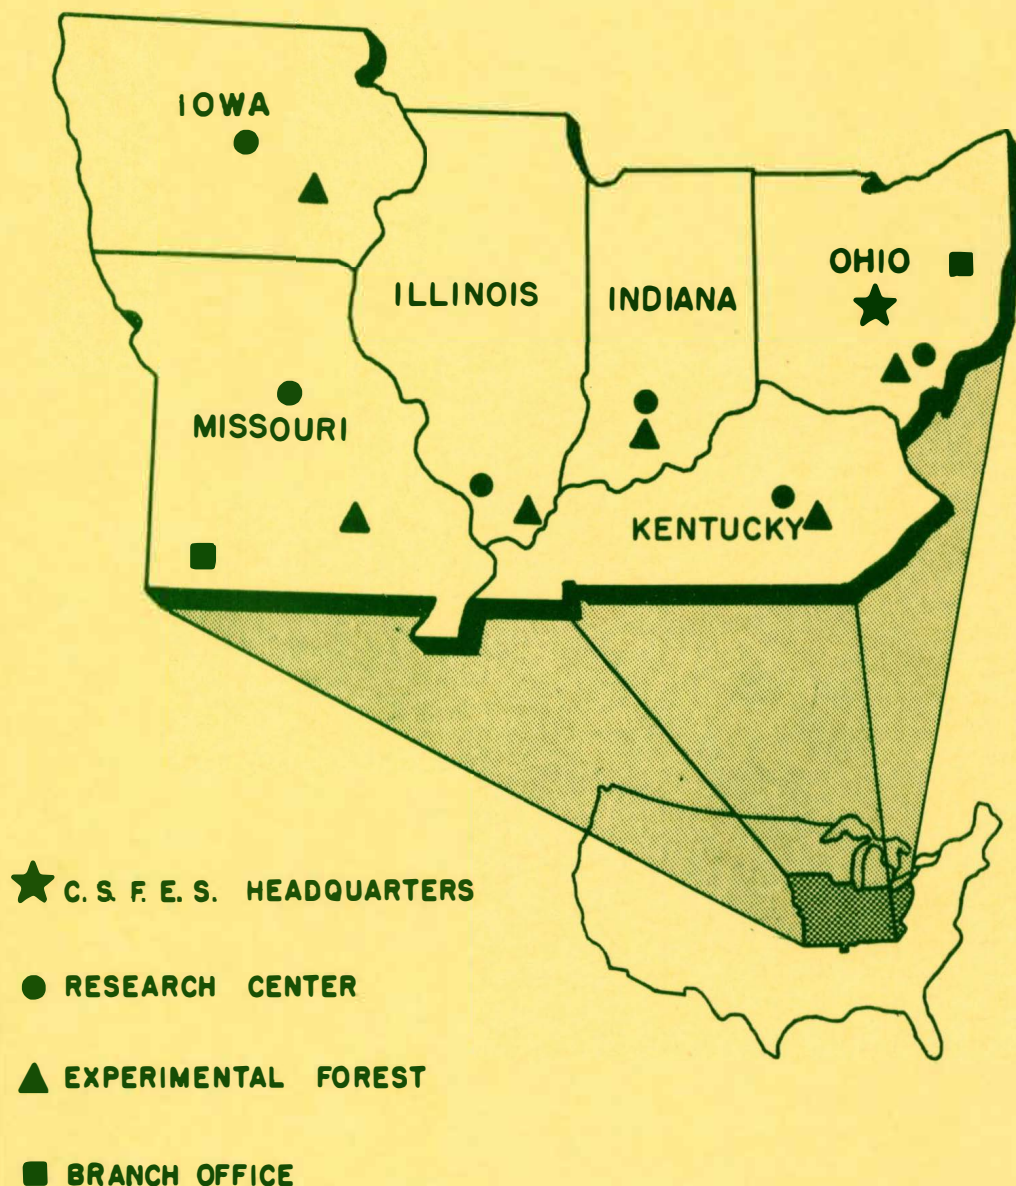 IOWA
OHIO
ILLINOIS
INDIANA
MISSOURI
KENTUCKY
C. S. F. E. S. HEADQUARTERS
RESEARCH CENTER
EXPERIMENTAL FOREST
BRANCH OFFICE